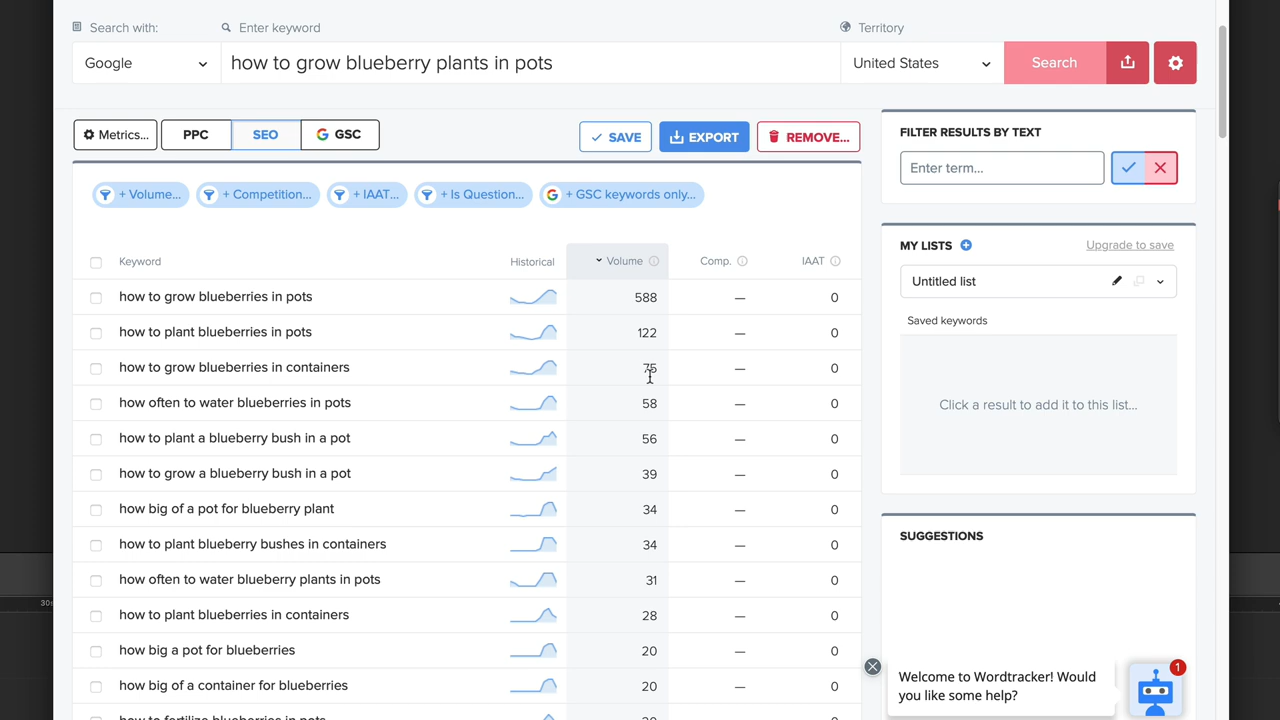 Search with:
Enter keyword
Territory
Google
how to grow blueberry plants in pots
United States
Search
Metrics...
PPC
SEO
GSC
SAVE
EXPORT
REMOVE...
FILTER RESULTS BY TEXT
Enter term...
+ Volume...
+ Competition...
+ IAAT...
+ Is Question...
+ GSC keywords only...
MY LISTS
Upgrade to save
Untitled list
Saved keywords
Click a result to add it to this list...
Keyword Historical Volume Comp. IAAT
how to grow blueberries in pots 588 — 0
how to plant blueberries in pots 122 — 0
how to grow blueberries in containers 75 — 0
how often to water blueberries in pots 58 — 0
how to plant a blueberry bush in a pot 56 — 0
how to grow a blueberry bush in a pot 39 — 0
how big of a pot for blueberry plant 34 — 0
how to plant blueberry bushes in containers 34 — 0
how often to water blueberry plants in pots 31 — 0
how to plant blueberries in containers 28 — 0
how big a pot for blueberries 20 — 0
how big of a container for blueberries 20 — 0
how to fertilize blueberries in pots
SUGGESTIONS
Welcome to Wordtracker! Would
you like some help?
1